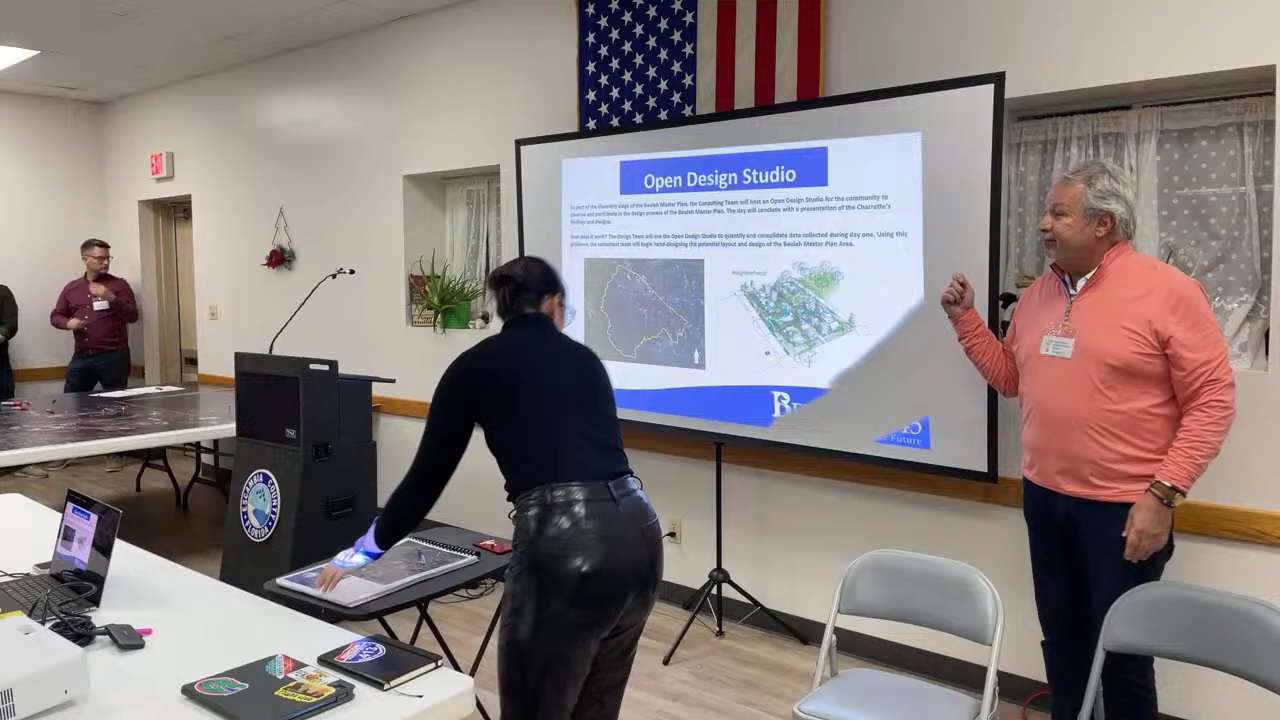 EXIT
Open Design Studio
As part of the discovery stage of the Beulah Master Plan, the Consulting Team will host an Open Design Studio for the community to
observe and participate in the design process of the Beulah Master Plan. The day will conclude with a presentation of the Charrette's
findings and designs.
How does it work? The Design Team will use the Open Design Studio to quantify and consolidate data collected during day one. Using this
guidance, the consultant team will begin hand-designing the potential layout and design of the Beulah Master Plan Area.
Neighborhood
B
Future
ESCAMBIA COUNTY
FLORIDA